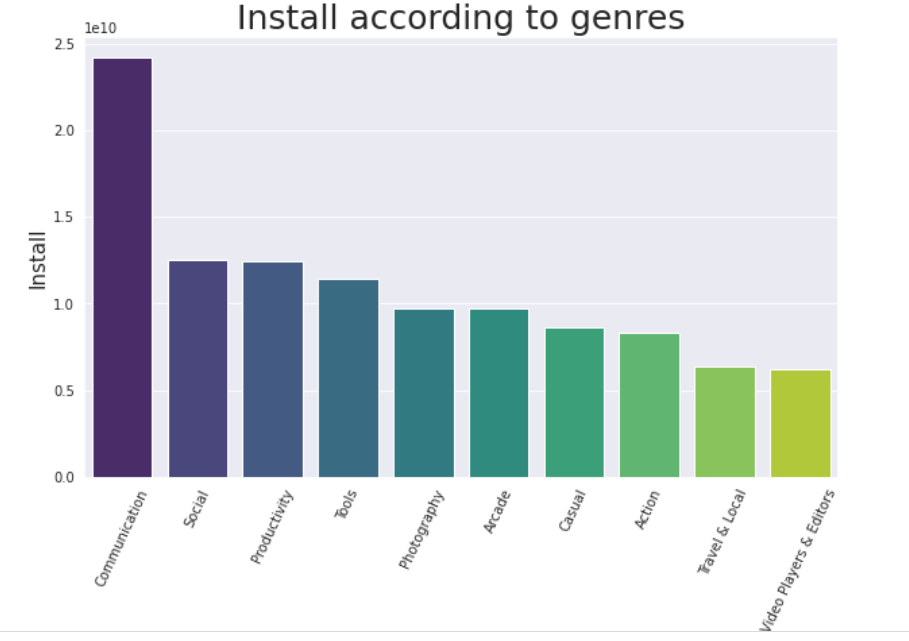 Install according to genres
1e10
2.5
2.0
1.5
1.0
0.5
0.0
Install
Communication
Social
Productivity
Tools
Photography
Arcade
Casual
Action
Travel & Local
Video Players & Editors